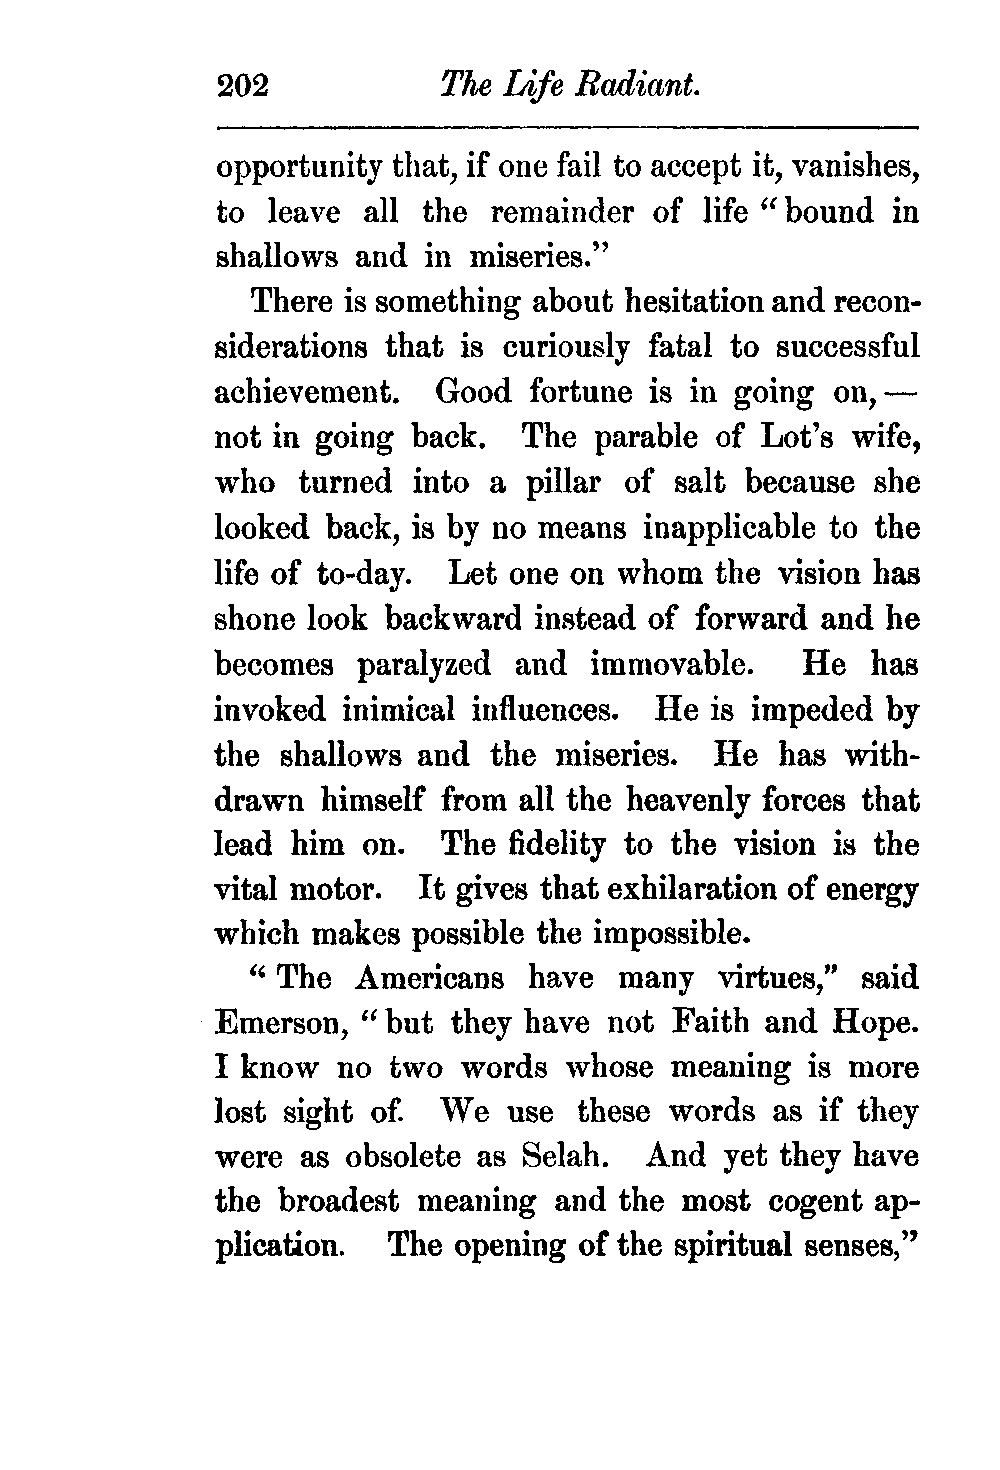 202 The Life Radiant.
opportunity that, if one fail to accept it, vanishes,
to leave all the remainder of life “bound in
shallows and in miseries.”
There is something about hesitation and recon-
siderations that is curiously fatal to successful
achievement. Good fortune is in going on, —
not in going back. The parable of Lot’s wife,
who turned into a pillar of salt because she
looked back, is by no means inapplicable to the
life of to-day. Let one on whom the vision has
shone look backward instead of forward and he
becomes paralyzed and immovable. He has
invoked inimical influences. He is impeded by
the shallows and the miseries. He has with-
drawn himself from all the heavenly forces that
lead him on. The fidelity to the vision is the
vital motor. It gives that exhilaration of energy
which makes possible the impossible.
“The Americans have many virtues,” said
Emerson, “but they have not Faith and Hope.
I know no two words whose meaning is more
lost sight of. We use these words as if they
were as obsolete as Selah. And yet they have
the broadest meaning and the most cogent ap-
plication. The opening of the spiritual senses,”